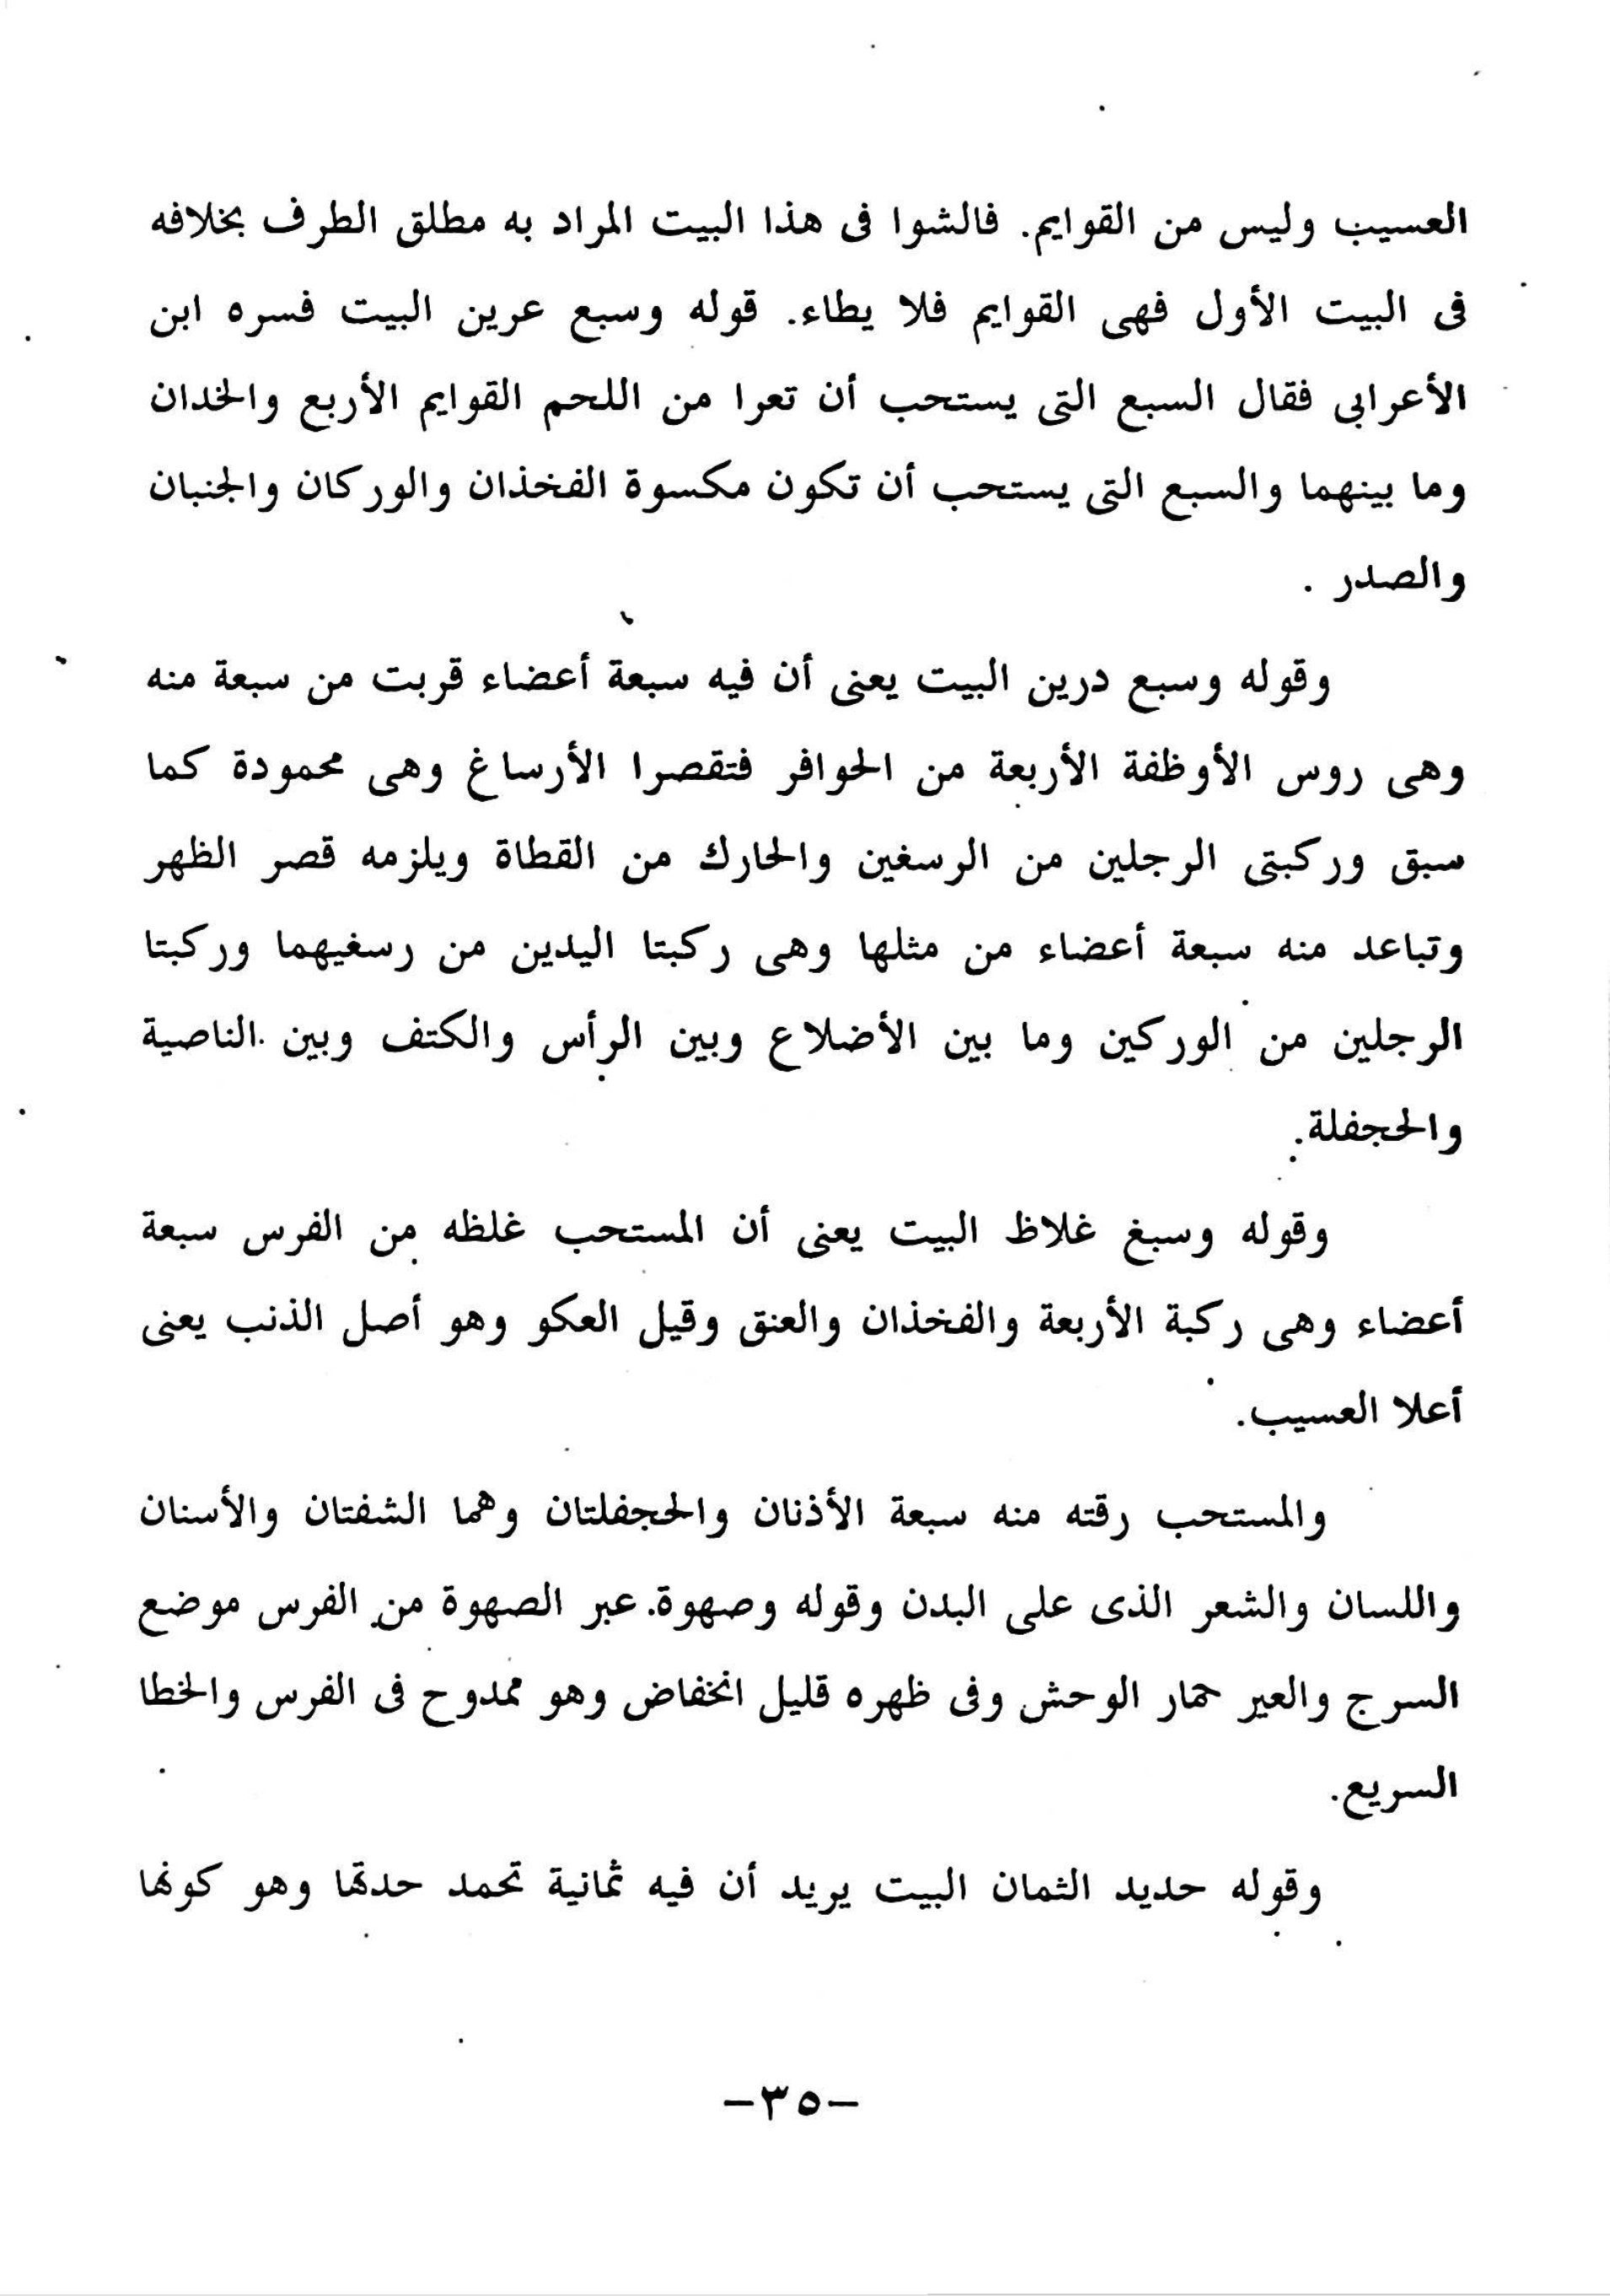 العسيب وليس من القوايم. فالشوا فى هذا البيت المراد به مطلق الطرف بخلافه
فى البيت الأول فهى القوايم فلا يطاء. قوله وسبع عرين البيت فسره ابن
الأعرابى فقال السبع التى يستحب أن تعرا من اللحم القوايم الأربع والخدان
وما بينهما والسبع التى يستحب أن تكون مكسوة الفخذان والوركان والجنبان
والصدر .
وقوله وسبع درين البيت يعنى أن فيه سبعة أعضاء قربت من سبعة منه
وهى روس الأوظفة الأربعة من الحوافر فتقصرا الأرساغ وهى محمودة كما
سبق وركبتى الرجلين من الرسغين والحارك من القطاة ويلزمه قصر الظهر
وتباعد منه سبعة أعضاء من مثلها وهى ركبتا اليدين من رسغيهما وركبتا
الرجلين من الوركين وما بين الأضلاع وبين الرأس والكتف وبين الناصية
والحجفلة.
وقوله وسبغ غلاظ البيت يعنى أن المستحب غلظه من الفرس سبعة
أعضاء وهى ركبة الأربعة والفخذان والعنق وقيل العكو وهو أصل الذنب يعنى
أعلا العسيب.
والمستحب رقته منه سبعة الأذنان والحجفلتان وهما الشفتان والأسنان
واللسان والشعر الذى على البدن وقوله وصهوة. عبر الصهوة من الفرس موضع
السرج والعير حمار الوحش وفى ظهره قليل انخفاض وهو ممدوح فى الفرس والخطا
السريع.
وقوله حديد الثمان البيت يريد أن فيه ثمانية تحمد حدتها وهو كونها
-٣٥-